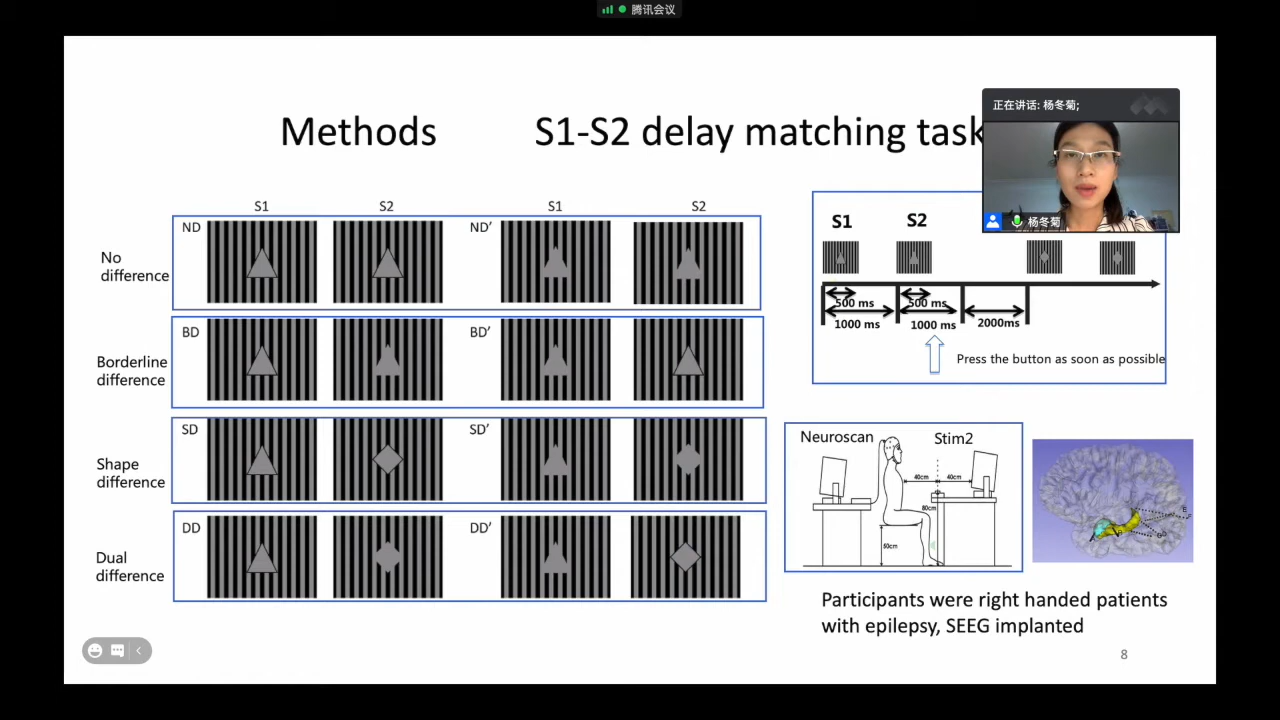 腾讯会议
Methods
S1-S2 delay matching task
正在讲话: 杨冬菊;
杨冬菊
S1
S2
S1
S2
ND
ND′
No
difference
BD
BD′
Borderline
difference
SD
SD′
Shape
difference
DD
DD′
Dual
difference
S1
S2
500 ms
500 ms
1000 ms
1000 ms
2000ms
Press the button as soon as possible
Neuroscan
Stim2
40cm
40cm
80cm
50cm
Participants were right handed patients
with epilepsy, SEEG implanted
8